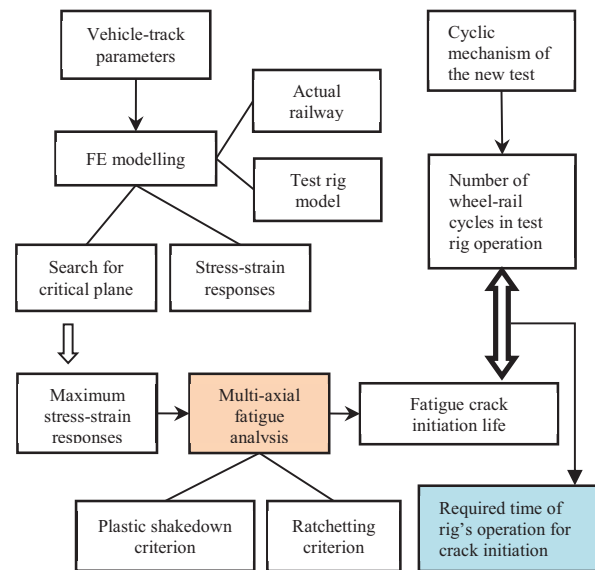 Vehicle-track
parameters
Cyclic
mechanism of
the new test
Actual
railway
FE modelling
Test rig
model
Number of
wheel-rail
cycles in test
rig operation
Search for
critical plane
Stress-strain
responses
Maximum
stress-strain
responses
Multi-axial
fatigue
analysis
Fatigue crack
initiation life
Plastic shakedown
criterion
Ratchetting
criterion
Required time of
rig's operation for
crack initiation